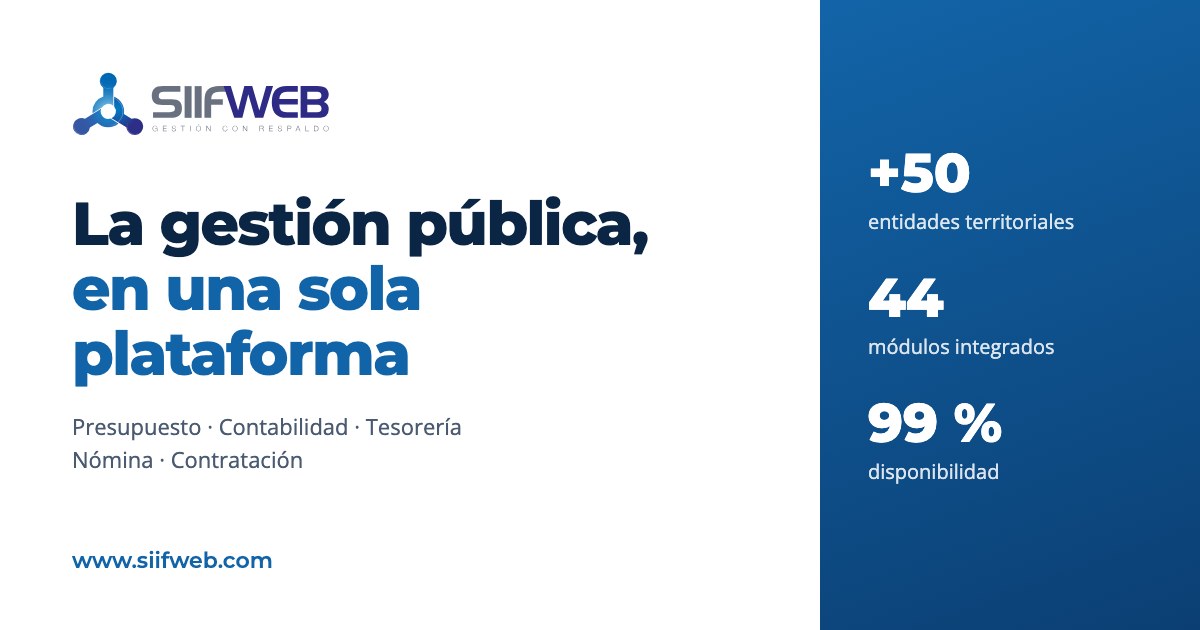 SIIFWEB
GESTIÓN CON RESPALDO
La gestión pública,
en una sola
plataforma
Presupuesto · Contabilidad · Tesorería
Nómina · Contratación
www.siifweb.com
+50
entidades territoriales
44
módulos integrados
99 %
disponibilidad